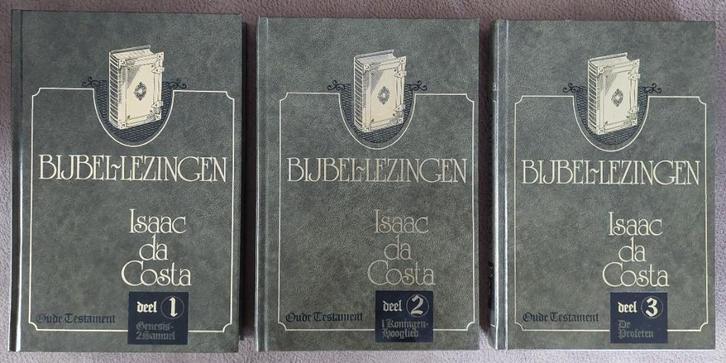 BIJBEL-LEZINGEN
Isaac
da
Costa
Oude Testament
deel 1
Genesis-
2 Samuel
BIJBEL-LEZINGEN
Isaac
da
Costa
Oude Testament
deel 2
1 Koningen-
Hooglied
BIJBEL-LEZINGEN
Isaac
da
Costa
Oude Testament
deel 3
De
Profeten